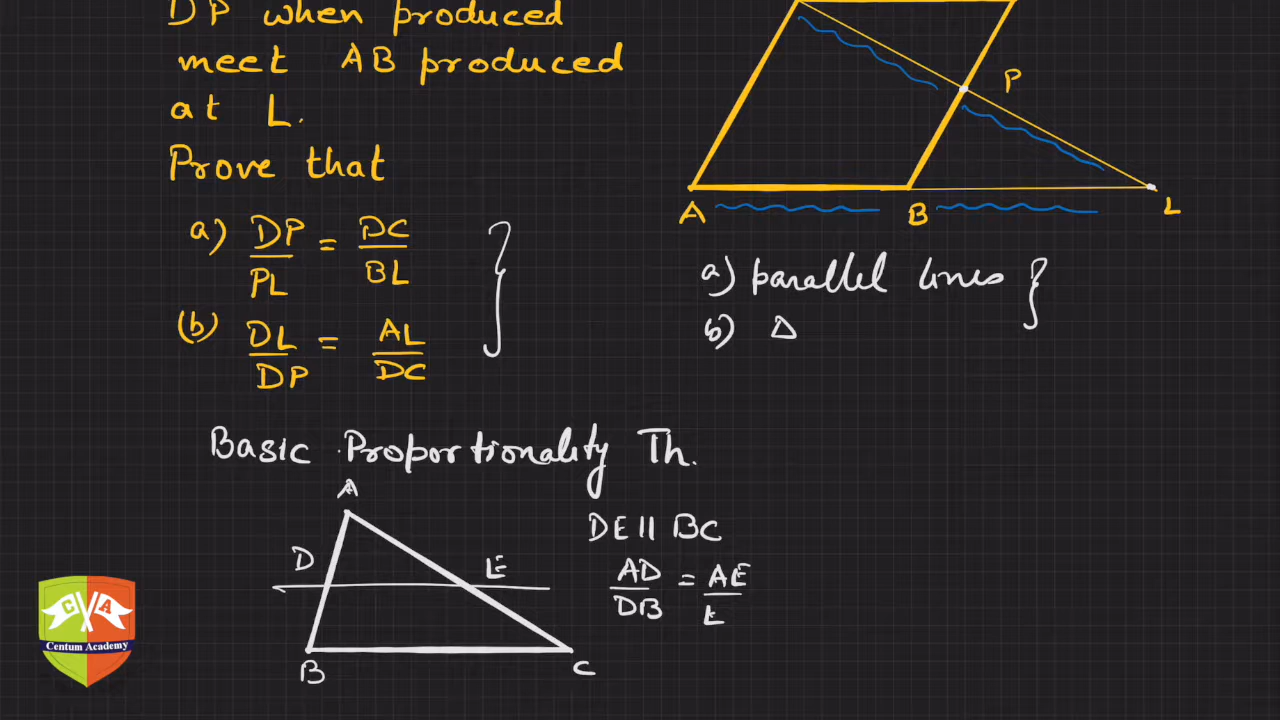 DP when produced
meet AB produced
at L.
Prove that
a) DP/PL = DC/BL
(b) DL/DP = AL/DC
P
A
B
L
a) parallel lines
b) Δ
Basic Proportionality Th.
A
D
E
B
C
DE || BC
AD/DB = AE/E
C A
Centum Academy